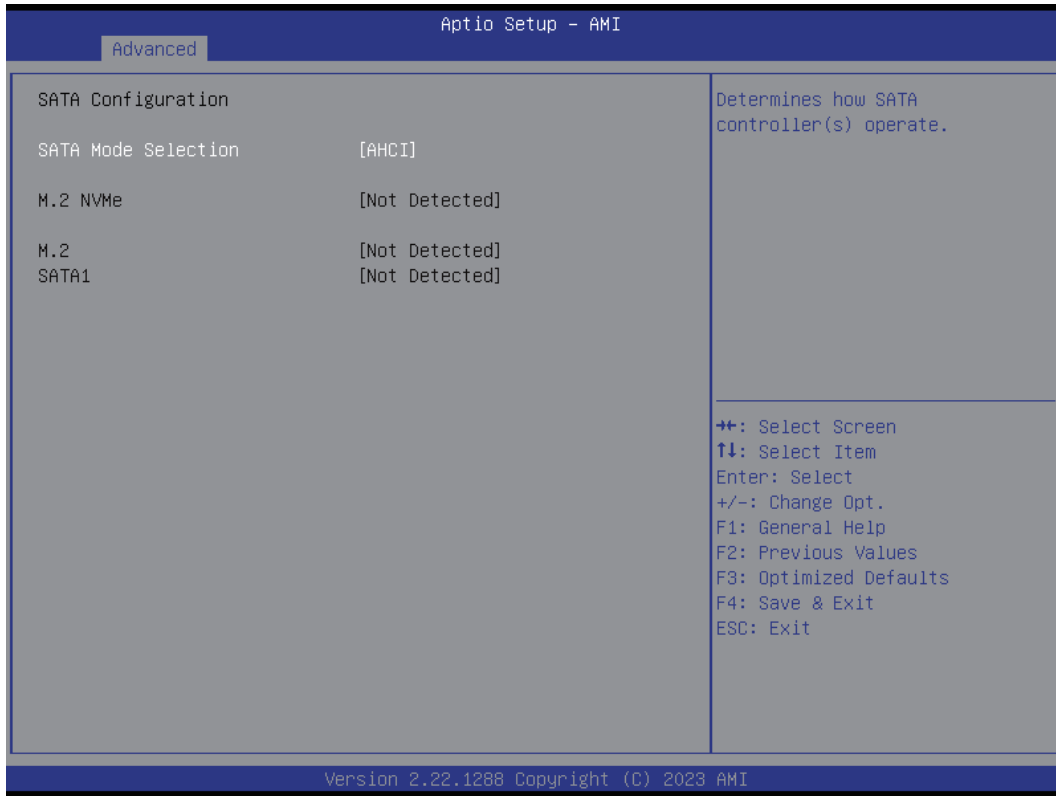 Aptio Setup – AMI
Advanced
SATA Configuration
SATA Mode Selection [AHCI]
M.2 NVMe [Not Detected]
M.2 [Not Detected]
SATA1 [Not Detected]
Determines how SATA
controller(s) operate.
→←: Select Screen
↑↓: Select Item
Enter: Select
+/-: Change Opt.
F1: General Help
F2: Previous Values
F3: Optimized Defaults
F4: Save & Exit
ESC: Exit
Version 2.22.1288 Copyright (C) 2023 AMI